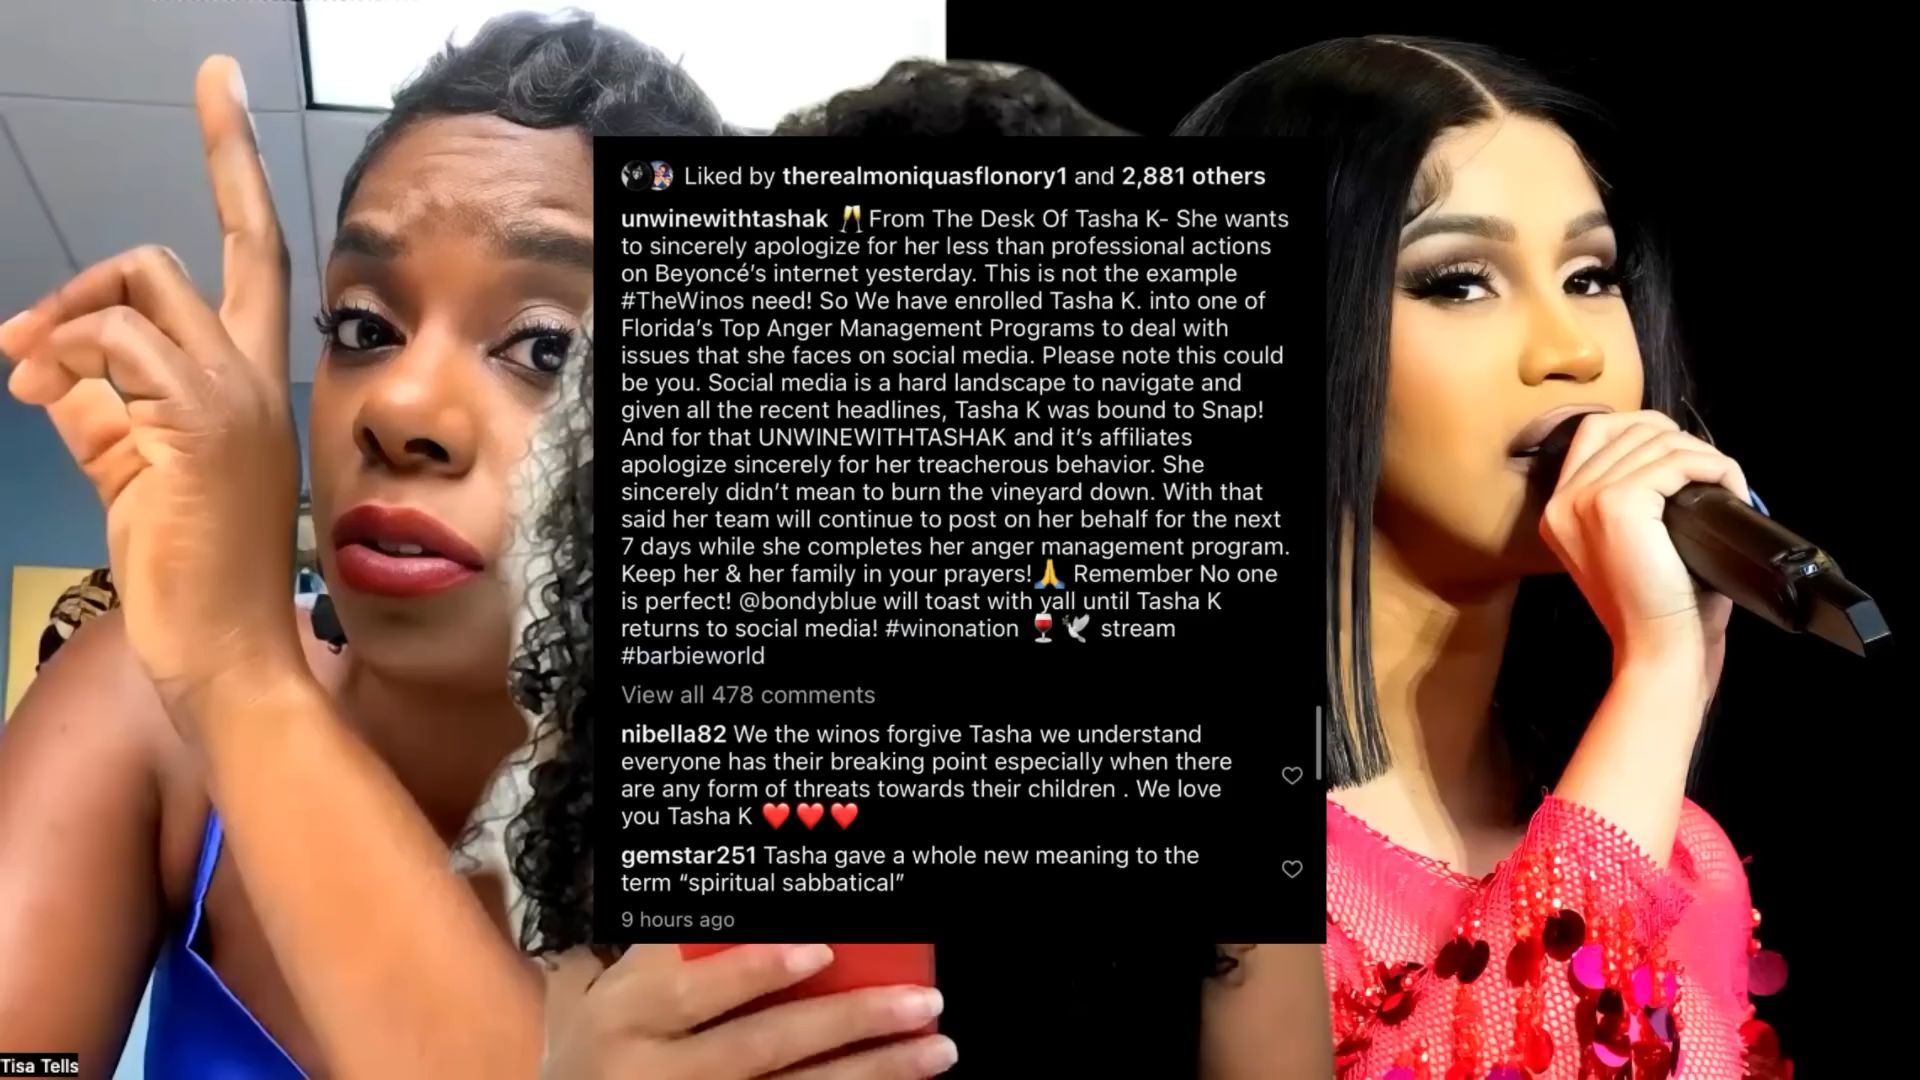 Liked by therealmoniquasflonory1 and 2,881 others
unwinewithtashak 🥂From The Desk Of Tasha K- She wants
to sincerely apologize for her less than professional actions
on Beyoncé’s internet yesterday. This is not the example
#TheWinos need! So We have enrolled Tasha K. into one of
Florida’s Top Anger Management Programs to deal with
issues that she faces on social media. Please note this could
be you. Social media is a hard landscape to navigate and
given all the recent headlines, Tasha K was bound to Snap!
And for that UNWINEWITHTASHAK and it’s affiliates
apologize sincerely for her treacherous behavior. She
sincerely didn’t mean to burn the vineyard down. With that
said her team will continue to post on her behalf for the next
7 days while she completes her anger management program.
Keep her & her family in your prayers!🙏 Remember No one
is perfect! @bondyblue will toast with yall until Tasha K
returns to social media! #winonation 🍷🕊 stream
#barbieworld
View all 478 comments
nibella82 We the winos forgive Tasha we understand
everyone has their breaking point especially when there
are any form of threats towards their children . We love
you Tasha K ❤️❤️❤️
gemstar251 Tasha gave a whole new meaning to the
term “spiritual sabbatical”
9 hours ago
Tisa Tells